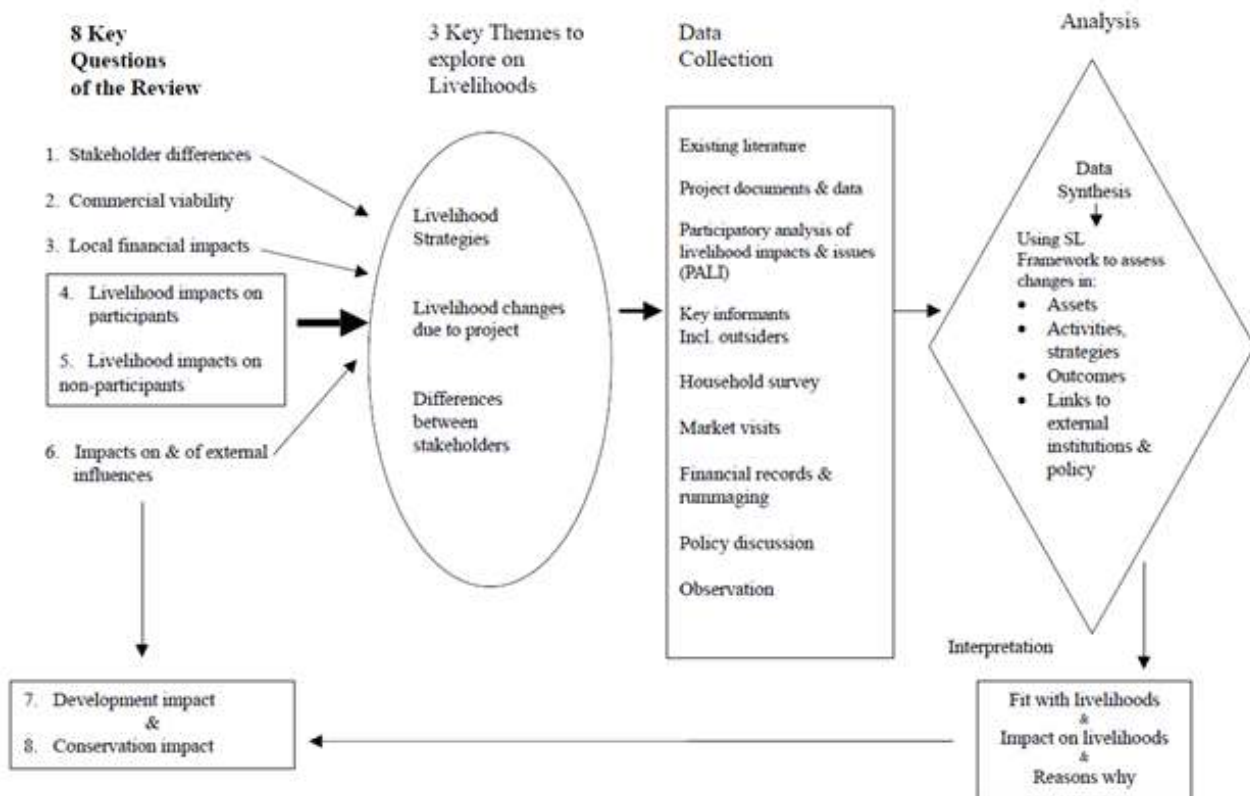 8 Key
Questions
of the Review
1. Stakeholder differences
2. Commercial viability
3. Local financial impacts
4. Livelihood impacts on
participants
5. Livelihood impacts on
non-participants
6. Impacts on & of external
influences
7. Development impact
&
8. Conservation impact
3 Key Themes to
explore on
Livelihoods
Livelihood
Strategies
Livelihood changes
due to project
Differences
between
stakeholders
Data
Collection
Existing literature
Project documents & data
Participatory analysis of
livelihood impacts & issues
(PALI)
Key informants
Incl. outsiders
Household survey
Market visits
Financial records &
rummaging
Policy discussion
Observation
Analysis
Data
Synthesis
Using SL
Framework to assess
changes in:
• Assets
• Activities,
strategies
• Outcomes
• Links to
external
institutions &
policy
Interpretation
Fit with livelihoods
&
Impact on livelihoods
&
Reasons why